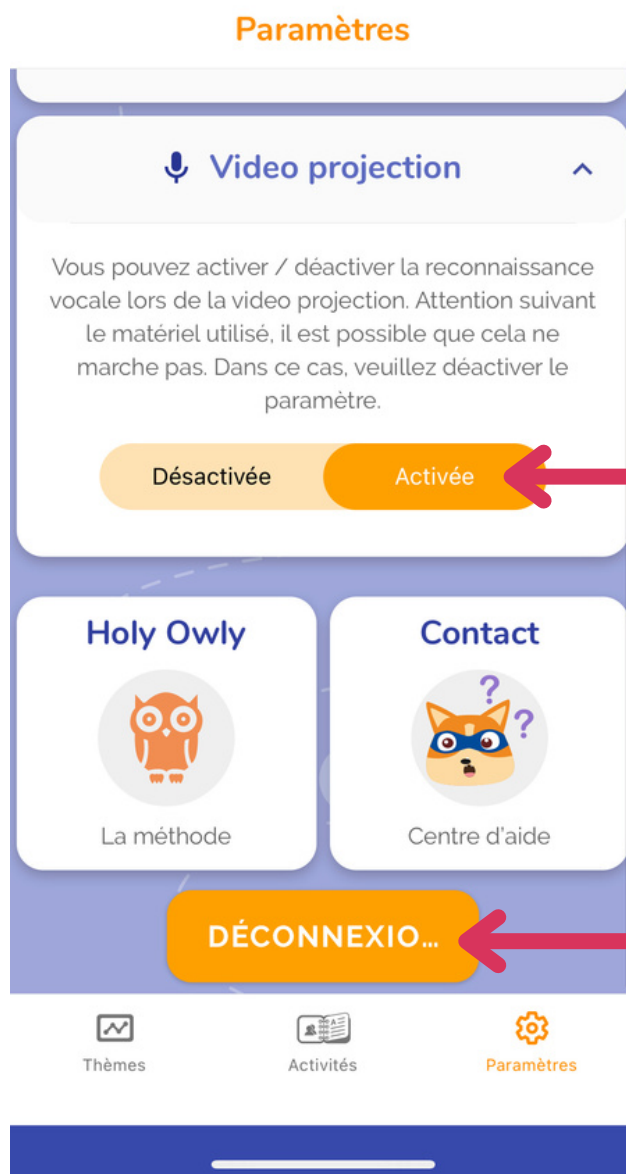 Paramètres
Video projection
Vous pouvez activer / déactiver la reconnaissance
vocale lors de la video projection. Attention suivant
le matériel utilisé, il est possible que cela ne
marche pas. Dans ce cas, veuillez déactiver le
paramètre.
Désactivée Activée
Holy Owly
La méthode
Contact
? ?
Centre d'aide
DÉCONNEXIO...
Thèmes Activités Paramètres